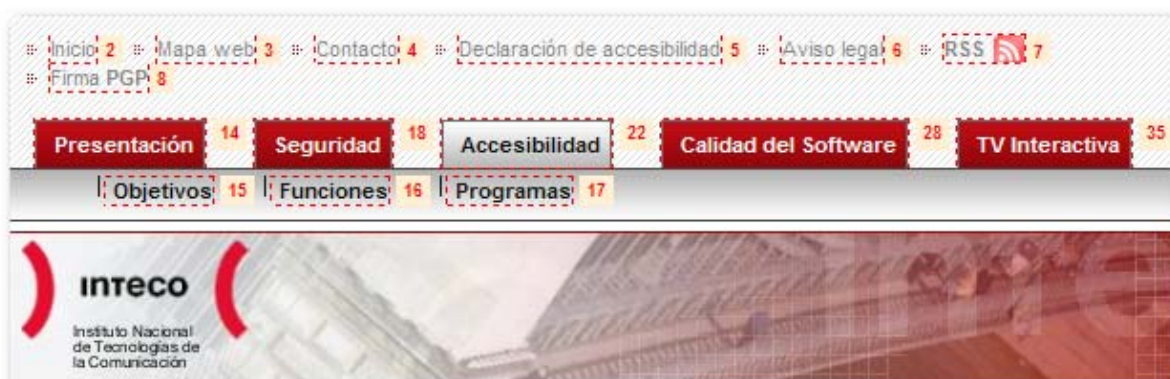 Inicio 2 Mapa web 3 Contacto 4 Declaración de accesibilidad 5 Aviso legal 6 RSS 7
Firma PGP 8
Presentación 14 Seguridad 18 Accesibilidad 22 Calidad del Software 28 TV Interactiva 35
Objetivos 15 Funciones 16 Programas 17
INTECO
Instituto Nacional
de Tecnologías de
la Comunicación